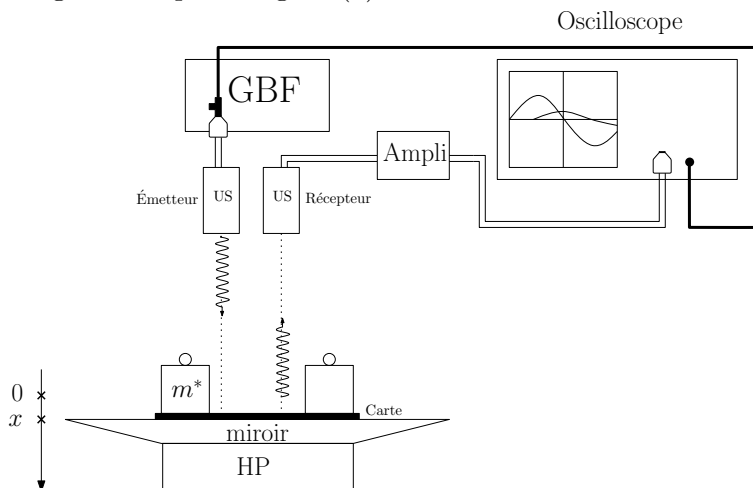 Oscilloscope
GBF
Ampli
Émetteur
US
US
Récepteur
m*
0
x
Carte
miroir
HP